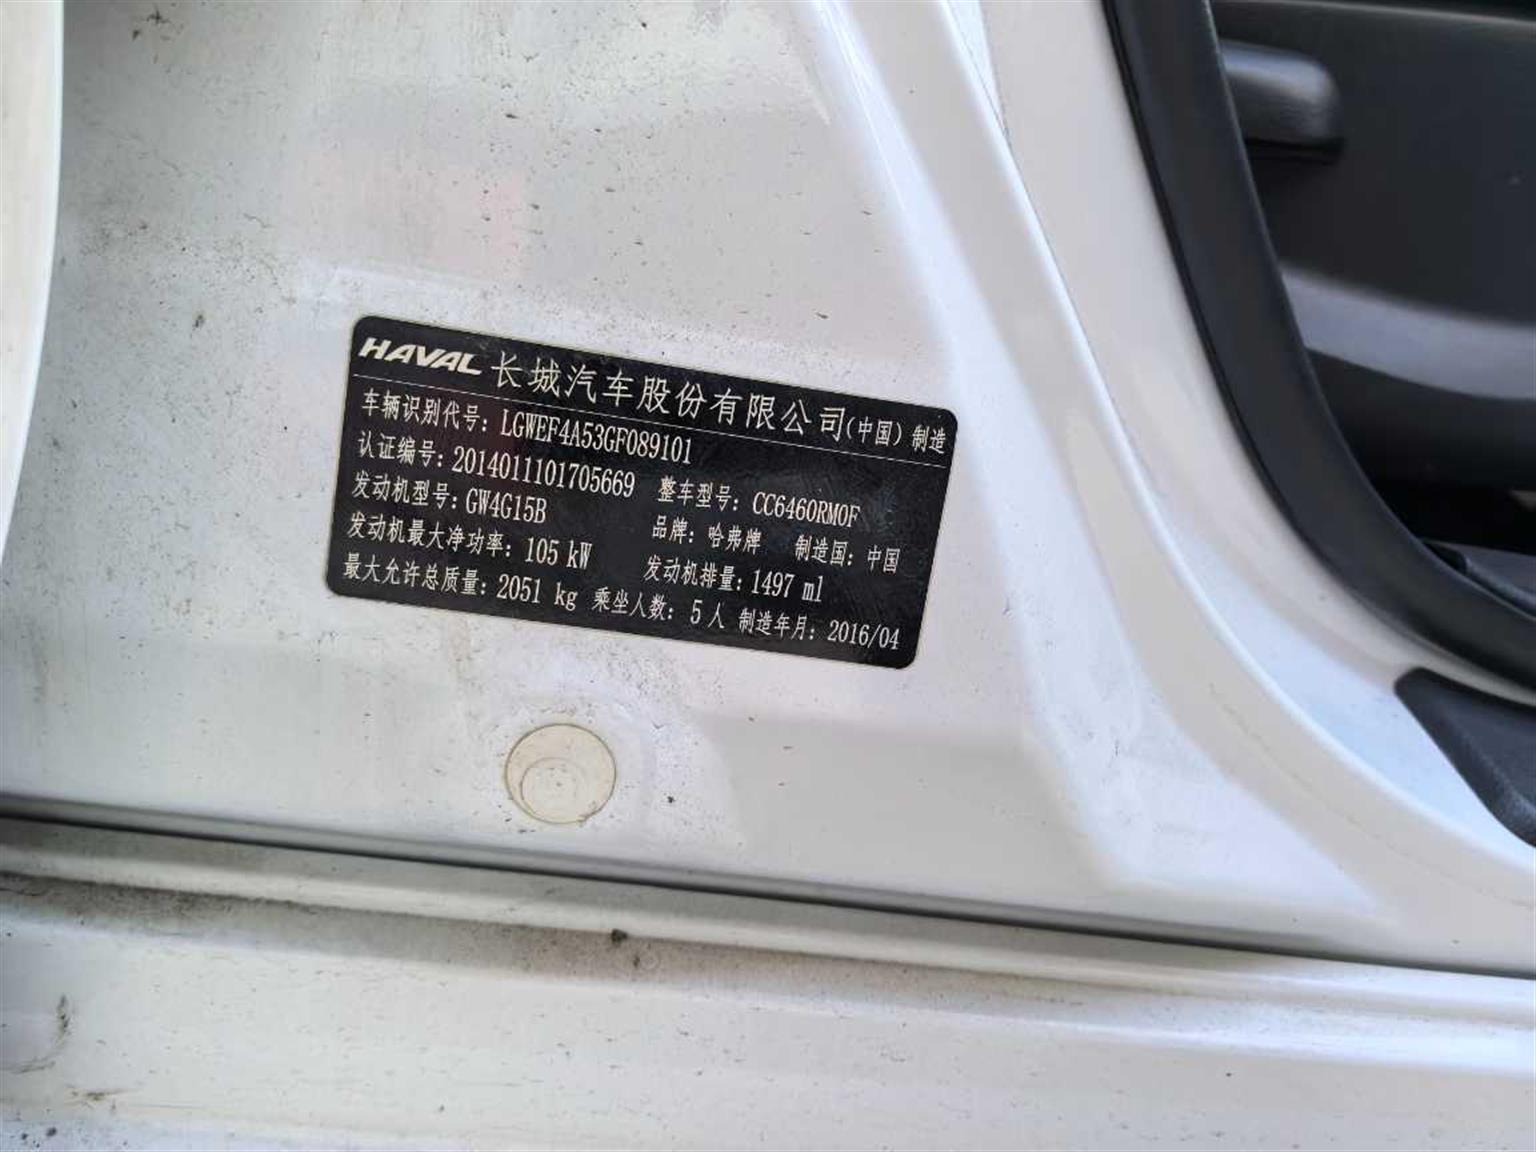 HAVAL 长城汽车股份有限公司(中国)制造
车辆识别代号：LGWEF4A53GF089101
认证编号：2014011101705669 整车型号：CC6460RM0F
发动机型号：GW4G15B 品牌：哈弗牌 制造国：中国
发动机最大净功率：105 kW 发动机排量：1497 ml
最大允许总质量：2051 kg 乘坐人数：5 人 制造年月：2016/04